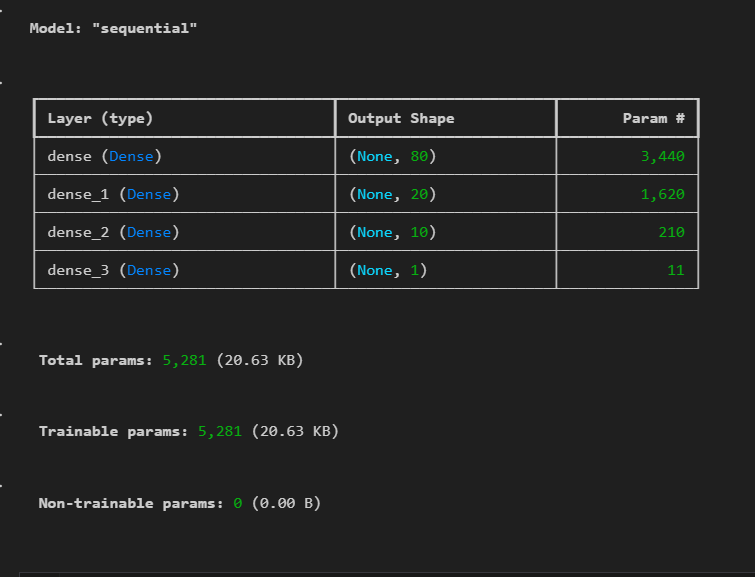 Model: "sequential"
Layer (type) Output Shape Param #
dense (Dense) (None, 80) 3,440
dense_1 (Dense) (None, 20) 1,620
dense_2 (Dense) (None, 10) 210
dense_3 (Dense) (None, 1) 11
Total params: 5,281 (20.63 KB)
Trainable params: 5,281 (20.63 KB)
Non-trainable params: 0 (0.00 B)